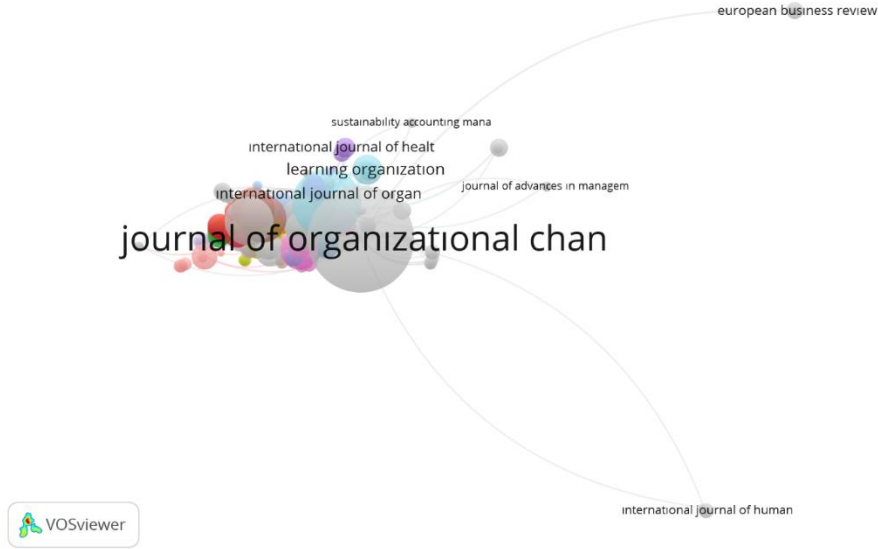 european business review
sustainability accounting mana
international journal of healt
learning organization
international journal of organ
journal of advances in managem
journal of organizational chan
international journal of human
VOSviewer